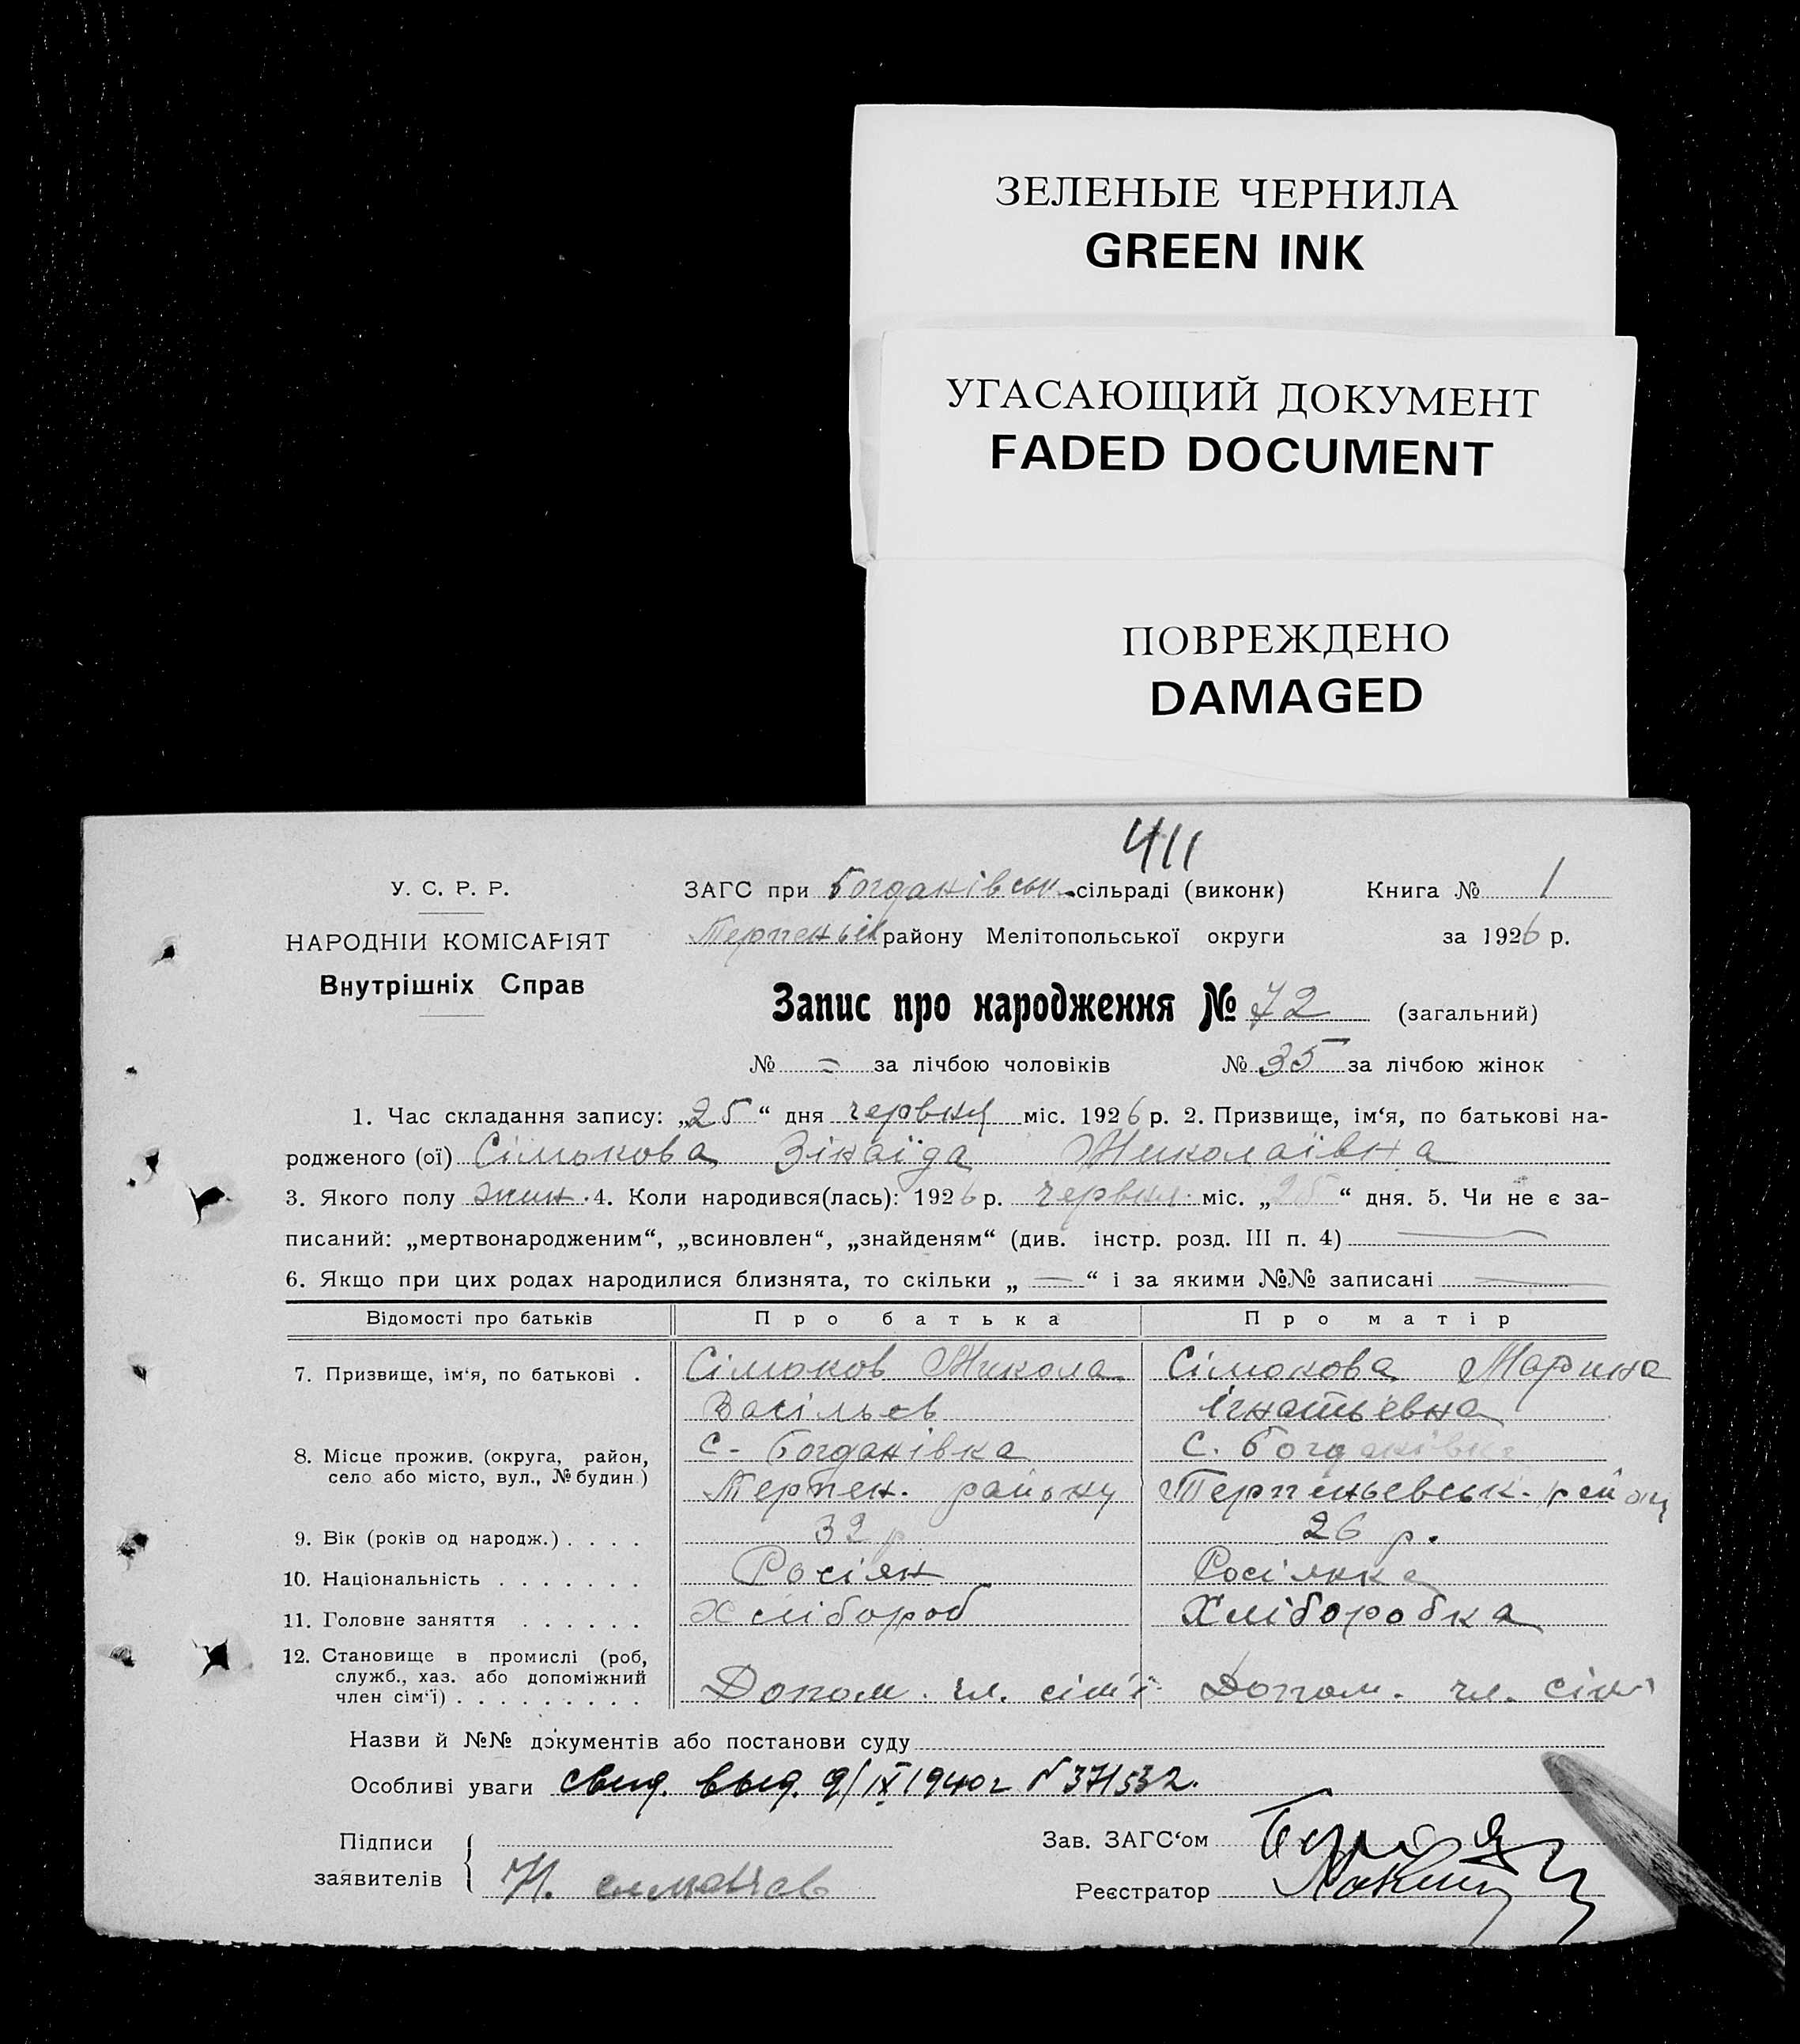 ЗЕЛЕНЫЕ ЧЕРНИЛА
GREEN INK
УГАСАЮЩИЙ ДОКУМЕНТ
FADED DOCUMENT
ПОВРЕЖДЕНО
DAMAGED
411
У. С. Р. Р.
НАРОДНІЙ КОМІСАРІЯТ
Внутрішніх Справ
ЗАГС при Богданівськ. сільраді (виконк) Книга № 1
Терпеньїв району Мелітопольської округи за 1926 р.
Запис про народження № 72 (загальний)
№ – за лічбою чоловіків № 35 за лічбою жінок
1. Час складання запису: „25“ дня червня міс. 1926 р. 2. Призвище, ім‘я, по батькові на-
родженого (ої) Сімонова Зінаїда Миколаївна
3. Якого полу жин. 4. Коли народився(лась): 1926 р. червня міс. „25“ дня. 5. Чи не є за-
писаний: „мертвонародженим“, „всиновлен“, „знайденям“ (див. інстр. розд. III п. 4) —
6. Якщо при цих родах народилися близнята, то скільки „ — “ і за якими №№ записані —
Відомості про батьків Про батька Про матір
7. Призвище, ім‘я, по батькові . Сімонов Микола Сімонова Марина
Васільєв Ігнатьевна
8. Місце прожив. (округа, район, с. Богданівка с. Богданівка
село або місто, вул., № будин.) Терпен. району Терпеньевськ. району
9. Вік (років од народж.) . . . . 32 р 26 р.
10. Національність . . . . . . . Росіян Росіянка
11. Головне заняття . . . . . . Хлібороб Хліборобка
12. Становище в промислі (роб,
служб., хаз. або допоміжний
член сім‘ї) . . . . . . . . . Допом. чл. сім'ї Допом. чл. сім'ї
Назви й №№ документів або постанови суду
Особливі уваги свид. выд. 9/IX 1940 г № 371532.
Підписи Зав. ЗАГС‘ом
заявителів Н. симонов
Реєстратор